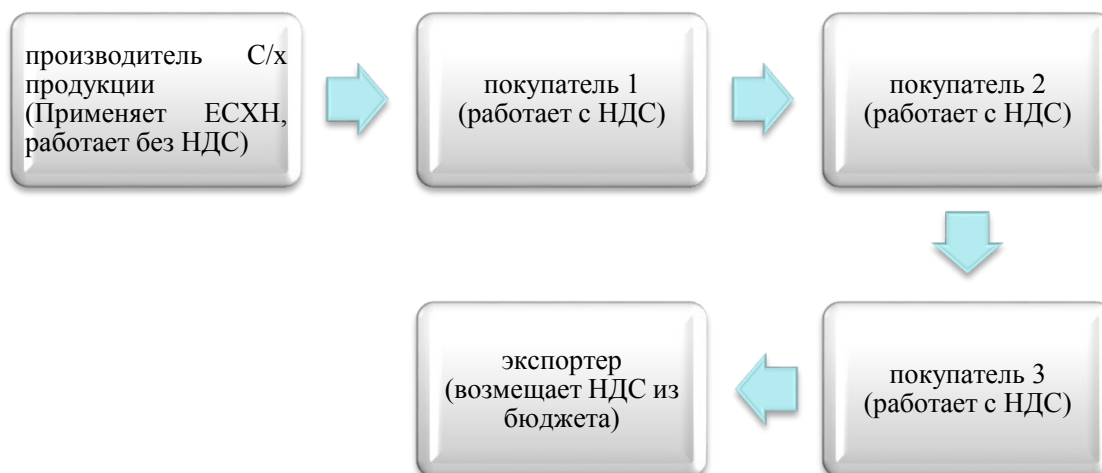 производитель С/х
продукции
(Применяет ЕСХН,
работает без НДС)
покупатель 1
(работает с НДС)
покупатель 2
(работает с НДС)
покупатель 3
(работает с НДС)
экспортер
(возмещает НДС из
бюджета)